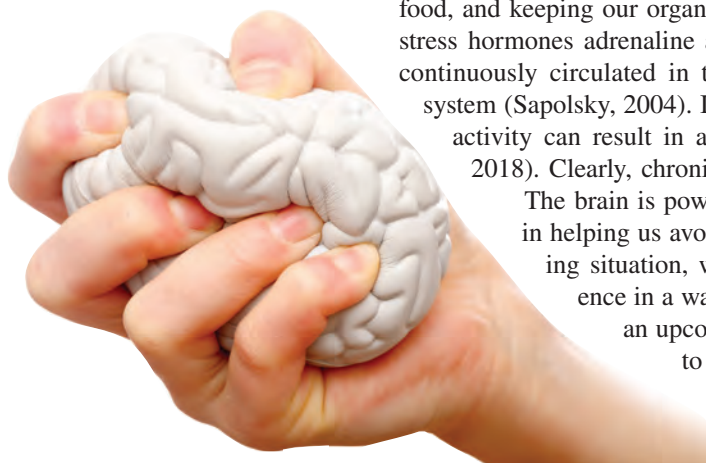 food, and keeping our organ
stress hormones adrenaline
continuously circulated in t
system (Sapolsky, 2004).
activity can result in a
2018). Clearly, chroni
The brain is pow
in helping us avo
ing situation, w
ence in a wa
an upco
to